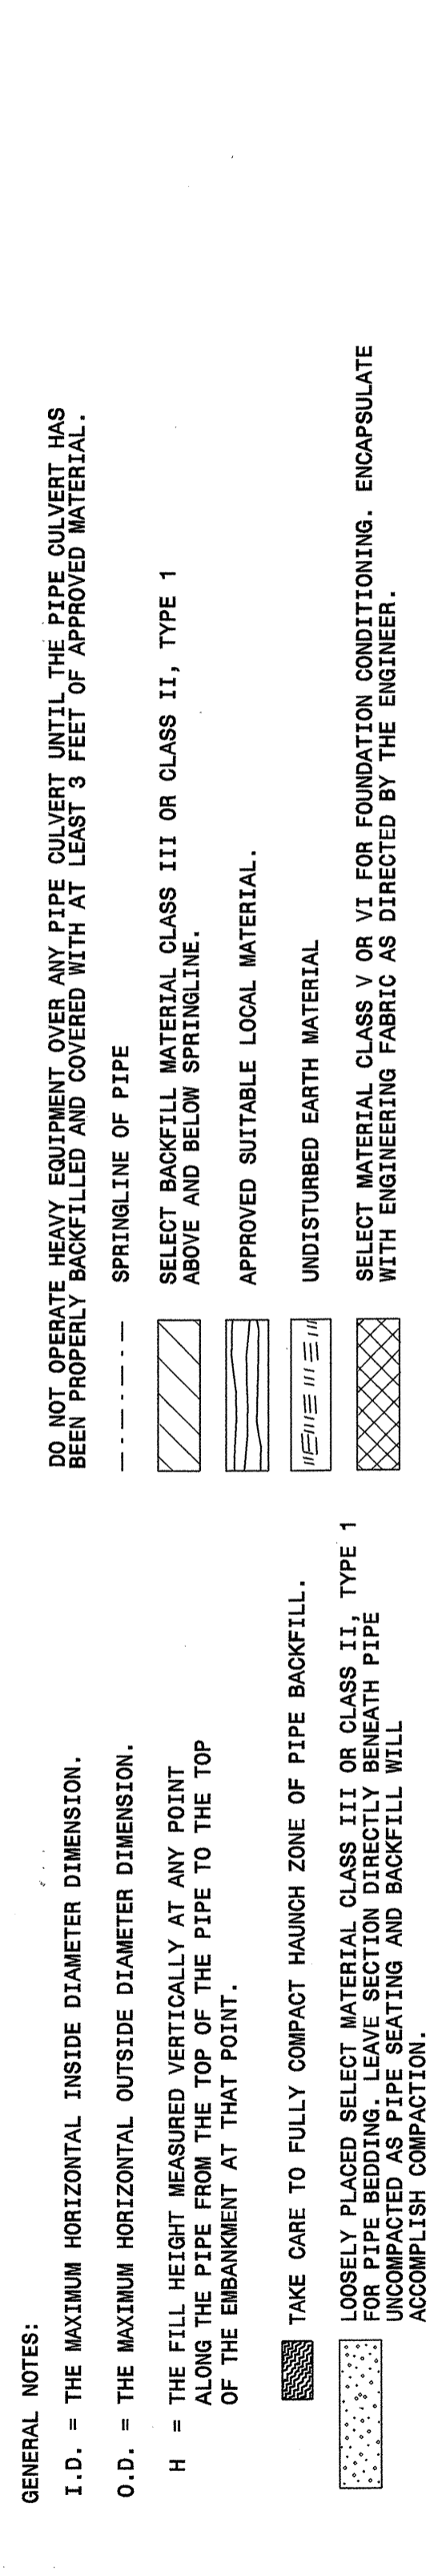 GENERAL NOTES:
I.D. = THE MAXIMUM HORIZONTAL INSIDE DIAMETER DIMENSION.
O.D. = THE MAXIMUM HORIZONTAL OUTSIDE DIAMETER DIMENSION.
H = THE FILL HEIGHT MEASURED VERTICALLY AT ANY POINT
ALONG THE PIPE FROM THE TOP OF THE PIPE TO THE TOP
OF THE EMBANKMENT AT THAT POINT.
TAKE CARE TO FULLY COMPACT HAUNCH ZONE OF PIPE BACKFILL.
LOOSELY PLACED SELECT MATERIAL CLASS III OR CLASS II, TYPE 1
FOR PIPE BEDDING. LEAVE SECTION DIRECTLY BENEATH PIPE
UNCOMPACTED AS PIPE SEATING AND BACKFILL WILL
ACCOMPLISH COMPACTION.
DO NOT OPERATE HEAVY EQUIPMENT OVER ANY PIPE CULVERT UNTIL THE PIPE CULVERT HAS
BEEN PROPERLY BACKFILLED AND COVERED WITH AT LEAST 3 FEET OF APPROVED MATERIAL.
SPRINGLINE OF PIPE
SELECT BACKFILL MATERIAL CLASS III OR CLASS II, TYPE 1
ABOVE AND BELOW SPRINGLINE.
APPROVED SUITABLE LOCAL MATERIAL.
UNDISTURBED EARTH MATERIAL
SELECT MATERIAL CLASS V OR VI FOR FOUNDATION CONDITIONING. ENCAPSULATE
WITH ENGINEERING FABRIC AS DIRECTED BY THE ENGINEER.